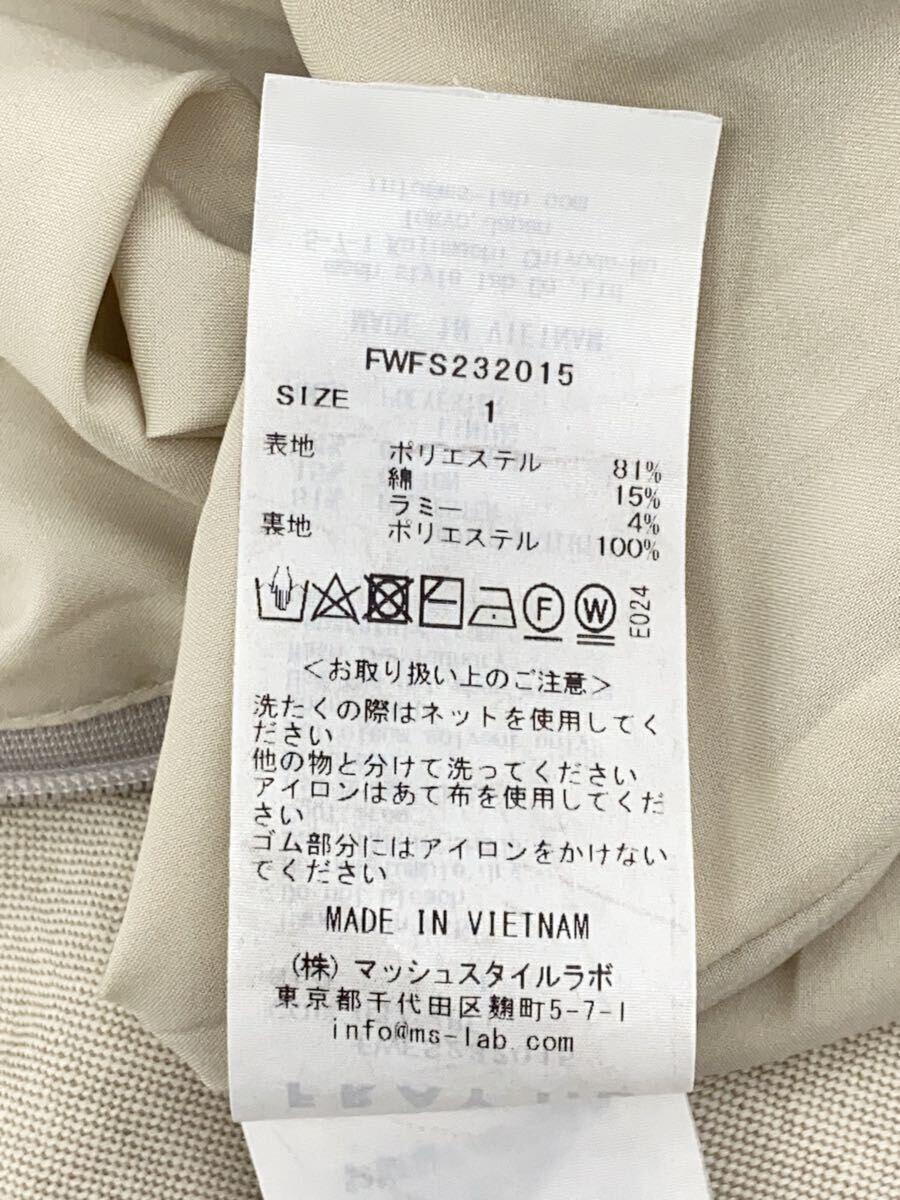 FWFS232015
SIZE 1
表地 ポリエステル 81%
綿 15%
ラミー 4%
裏地 ポリエステル 100%
F W E024
<お取り扱い上のご注意>
洗たくの際はネットを使用してく
ださい
他の物と分けて洗ってください
アイロンはあて布を使用してくだ
さい
ゴム部分にはアイロンをかけない
でください
MADE IN VIETNAM
(株)マッシュスタイルラボ
東京都千代田区麹町5-7-1
info@ms-lab.com